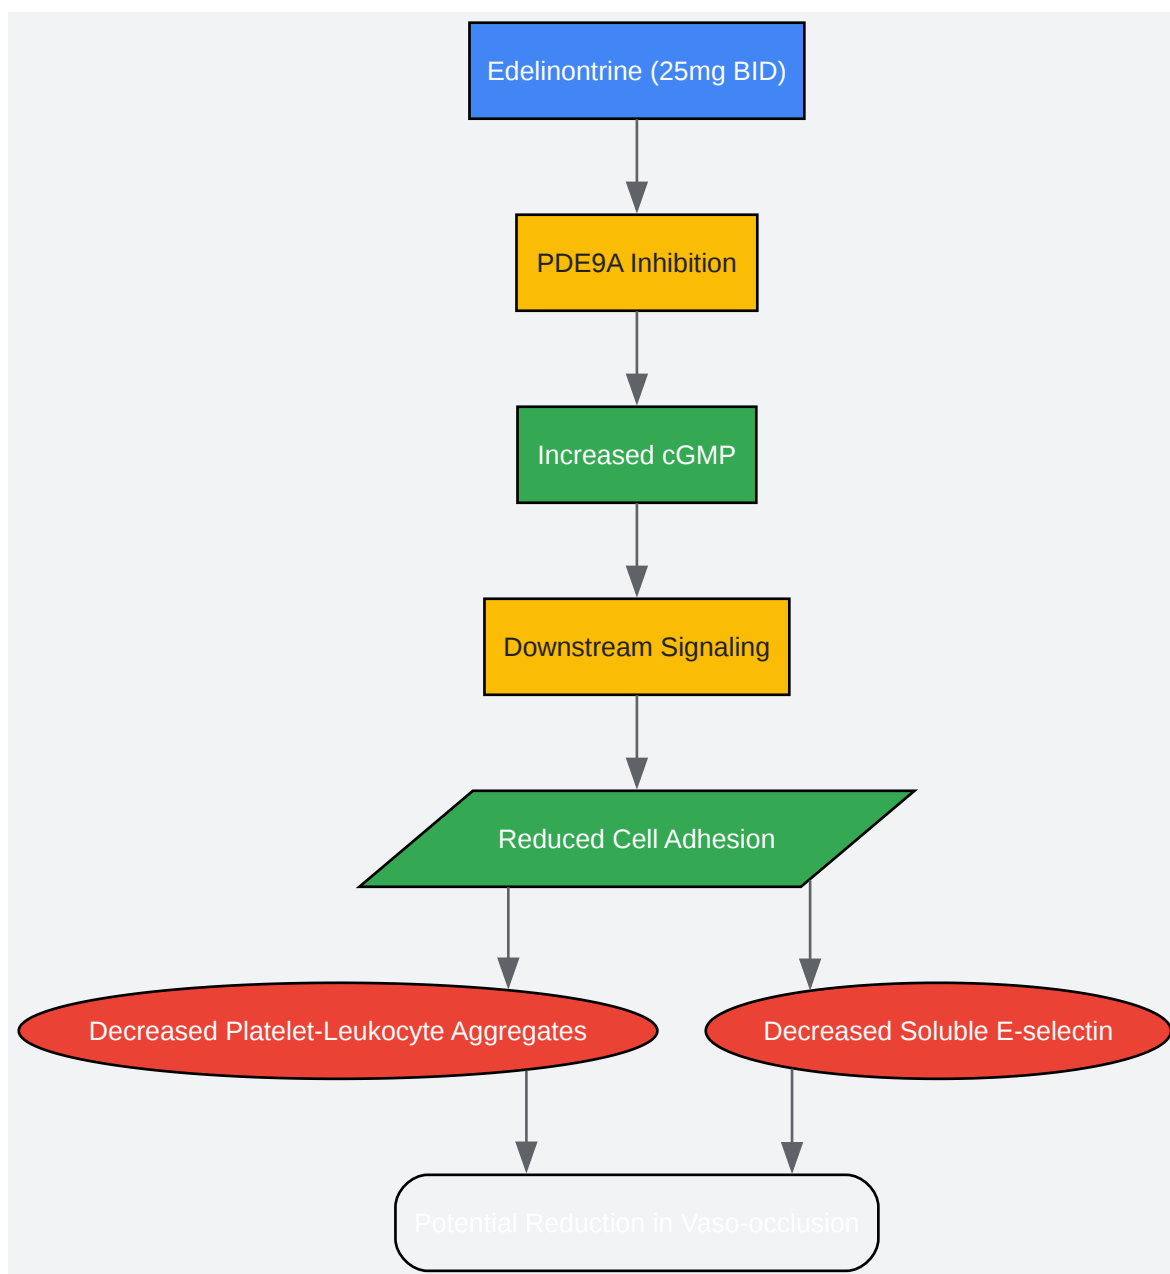 Edelinontrine (25mg BID)
PDE9A Inhibition
Increased cGMP
Downstream Signaling
Reduced Cell Adhesion
Decreased Platelet-Leukocyte Aggregates
Decreased Soluble E-selectin
Potential Reduction in Vaso-occlusion